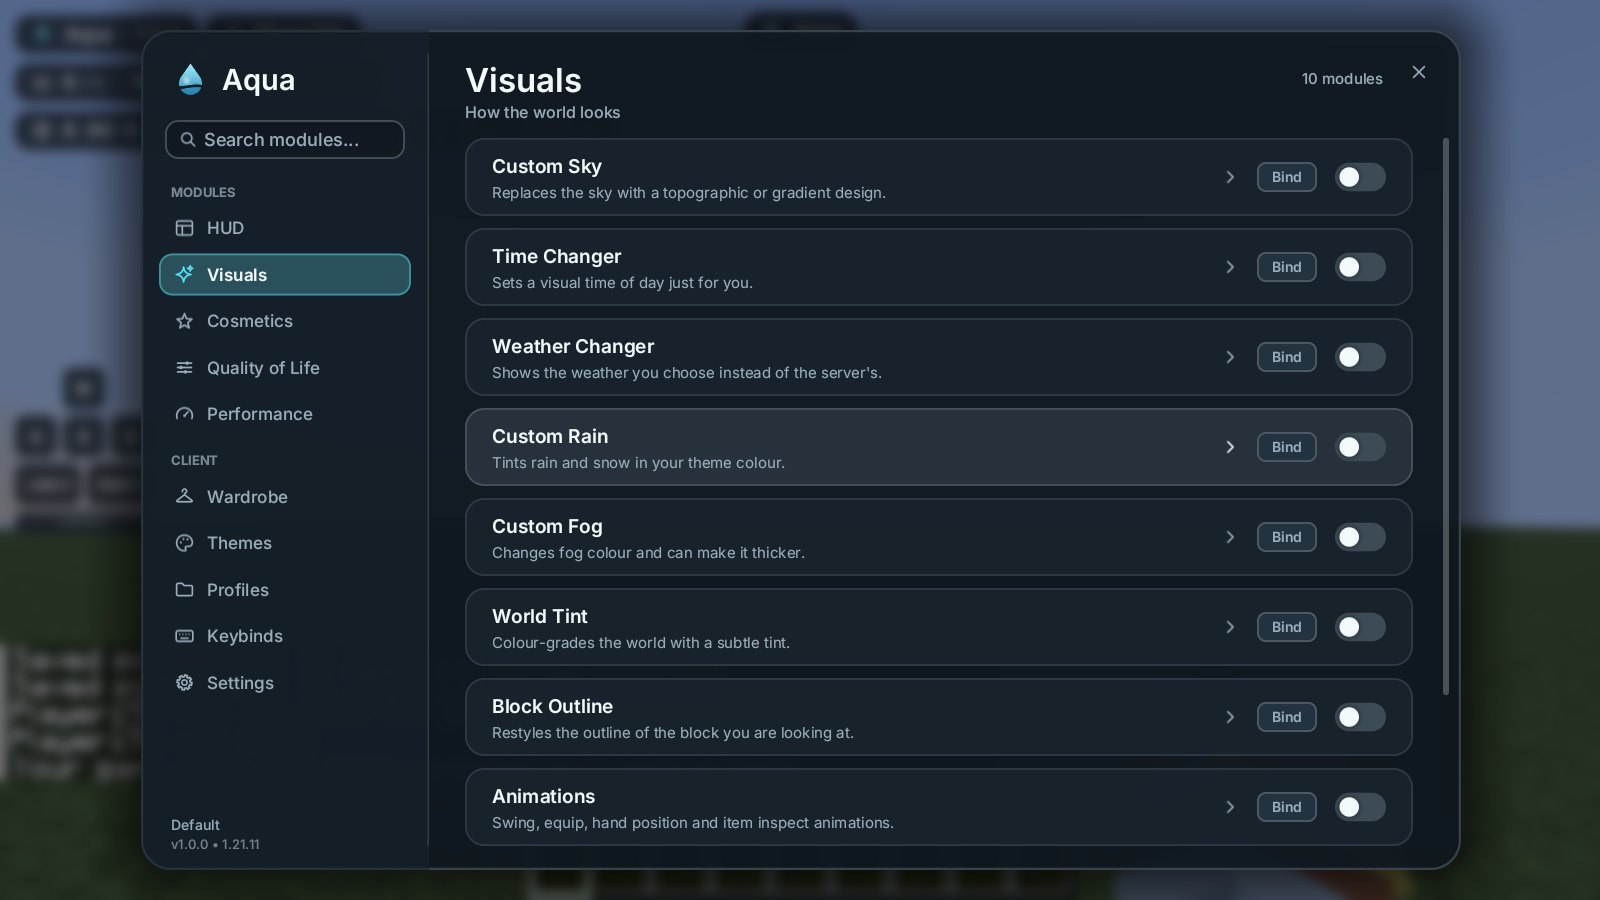 Aqua
Search modules...
MODULES
HUD
Visuals
Cosmetics
Quality of Life
Performance
CLIENT
Wardrobe
Themes
Profiles
Keybinds
Settings
Default
v1.0.0 • 1.21.11
Visuals
How the world looks
10 modules
Custom Sky
Replaces the sky with a topographic or gradient design.
Bind
Time Changer
Sets a visual time of day just for you.
Bind
Weather Changer
Shows the weather you choose instead of the server's.
Bind
Custom Rain
Tints rain and snow in your theme colour.
Bind
Custom Fog
Changes fog colour and can make it thicker.
Bind
World Tint
Colour-grades the world with a subtle tint.
Bind
Block Outline
Restyles the outline of the block you are looking at.
Bind
Animations
Swing, equip, hand position and item inspect animations.
Bind